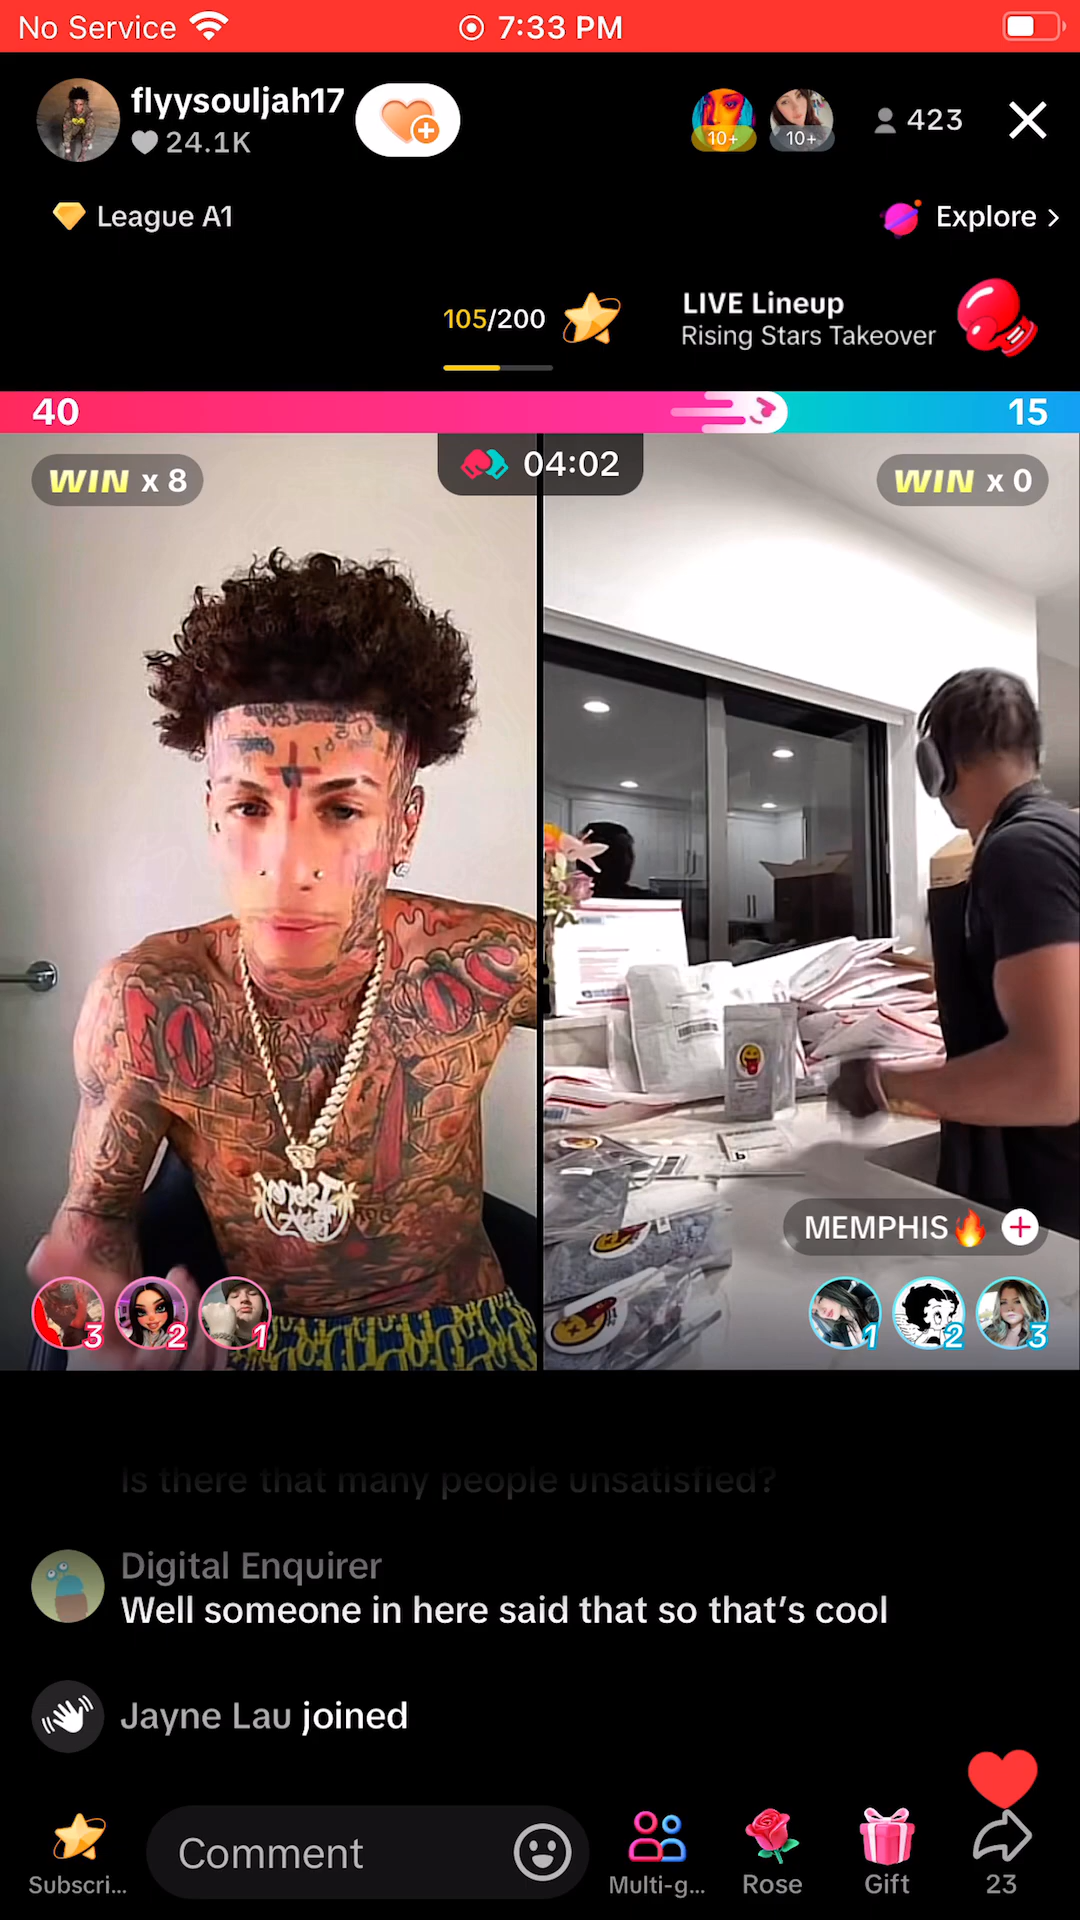 No Service 7:33 PM
flyysouljah17
24.1K
10+ 10+ 423
League A1
Explore >
105/200
LIVE Lineup
Rising Stars Takeover
40 15
04:02
WIN x 8
WIN x 0
MEMPHIS🔥 +
3 2 1
1 2 3
Is there that many people unsatisfied?
Digital Enquirer
Well someone in here said that so that's cool
Jayne Lau joined
Comment
Subscri... Multi-g... Rose Gift 23